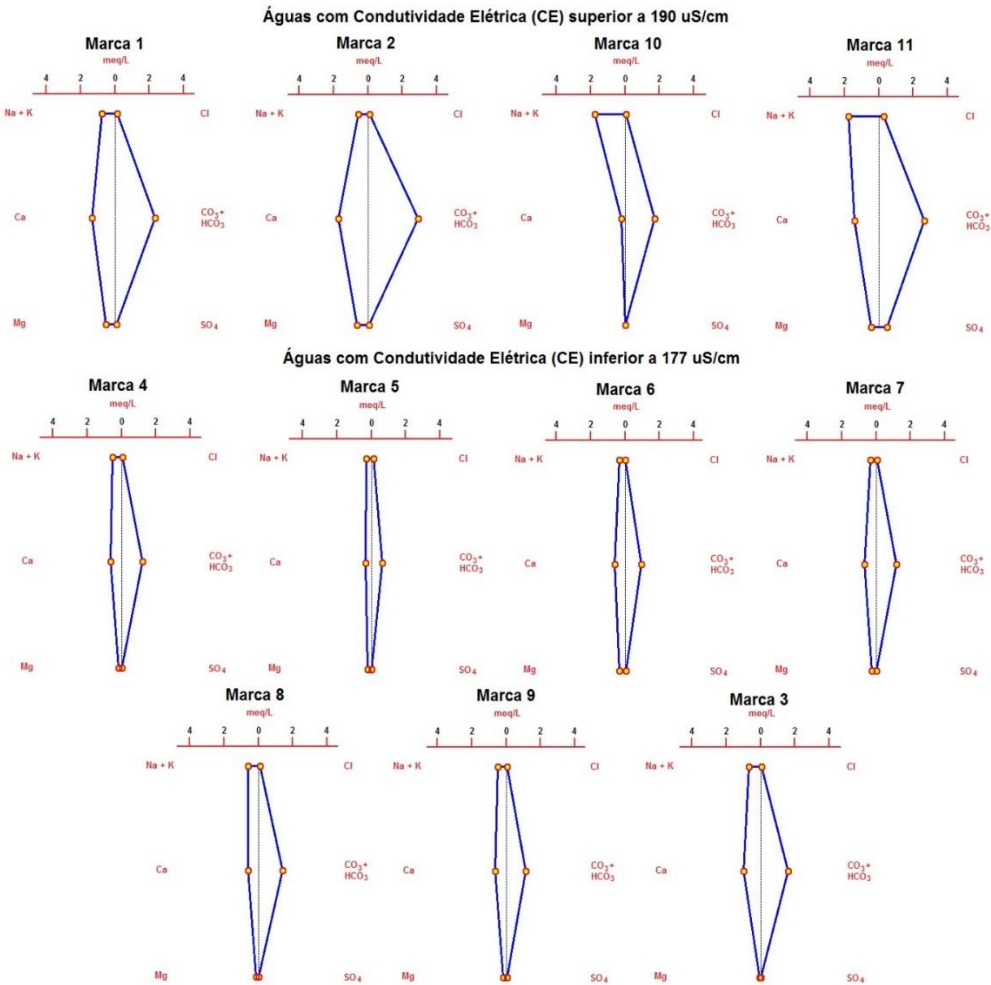 Águas com Condutividade Elétrica (CE) superior a 190 uS/cm
Marca 1
meq/L
4 2 0 2 4
Na + K Cl
Ca CO3+
HCO3
Mg SO4
Marca 2
meq/L
4 2 0 2 4
Na + K Cl
Ca CO3+
HCO3
Mg SO4
Marca 10
meq/L
4 2 0 2 4
Na + K Cl
Ca CO3+
HCO3
Mg SO4
Marca 11
meq/L
4 2 0 2 4
Na + K Cl
Ca CO3+
HCO3
Mg SO4
Águas com Condutividade Elétrica (CE) inferior a 177 uS/cm
Marca 4
meq/L
4 2 0 2 4
Na + K Cl
Ca CO3+
HCO3
Mg SO4
Marca 5
meq/L
4 2 0 2 4
Na + K Cl
Ca CO3+
HCO3
Mg SO4
Marca 6
meq/L
4 2 0 2 4
Na + K Cl
Ca CO3+
HCO3
Mg SO4
Marca 7
meq/L
4 2 0 2 4
Na + K Cl
Ca CO3+
HCO3
Mg SO4
Marca 8
meq/L
4 2 0 2 4
Na + K Cl
Ca CO3+
HCO3
Mg SO4
Marca 9
meq/L
4 2 0 2 4
Na + K Cl
Ca CO3+
HCO3
Mg SO4
Marca 3
meq/L
4 2 0 2 4
Na + K Cl
Ca CO3+
HCO3
Mg SO4